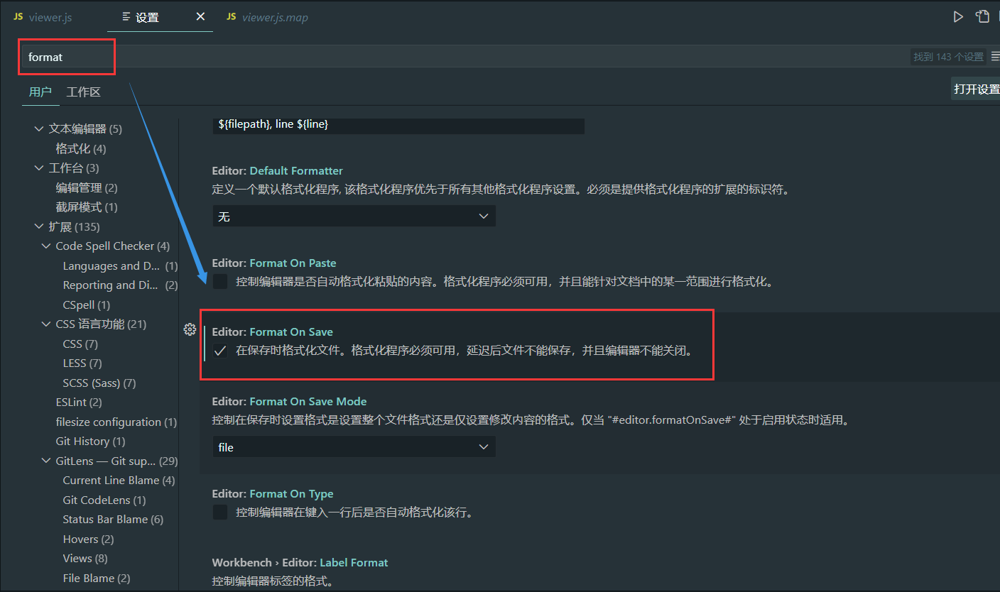 JS viewer.js
设置
JS viewer.js.map
format
找到 143 个设置
用户
工作区
打开设置
文本编辑器 (5)
格式化 (4)
工作台 (3)
编辑管理 (2)
截屏模式 (1)
扩展 (135)
Code Spell Checker (4)
Languages and D... (1)
Reporting and Di... (2)
CSpell (1)
CSS 语言功能 (21)
CSS (7)
LESS (7)
SCSS (Sass) (7)
ESLint (2)
filesize configuration (1)
Git History (1)
GitLens — Git sup... (29)
Current Line Blame (4)
Git CodeLens (1)
Status Bar Blame (6)
Hovers (2)
Views (8)
File Blame (2)
${filepath}, line ${line}
Editor: Default Formatter
定义一个默认格式化程序, 该格式化程序优先于所有其他格式化程序设置。必须是提供格式化程序的扩展的标识符。
无
Editor: Format On Paste
控制编辑器是否自动格式化粘贴的内容。格式化程序必须可用，并且能针对文档中的某一范围进行格式化。
Editor: Format On Save
在保存时格式化文件。格式化程序必须可用，延迟后文件不能保存，并且编辑器不能关闭。
Editor: Format On Save Mode
控制在保存时设置格式是设置整个文件格式还是仅设置修改内容的格式。仅当 "#editor.formatOnSave#" 处于启用状态时适用。
file
Editor: Format On Type
控制编辑器在键入一行后是否自动格式化该行。
Workbench › Editor: Label Format
控制编辑器标签的格式。